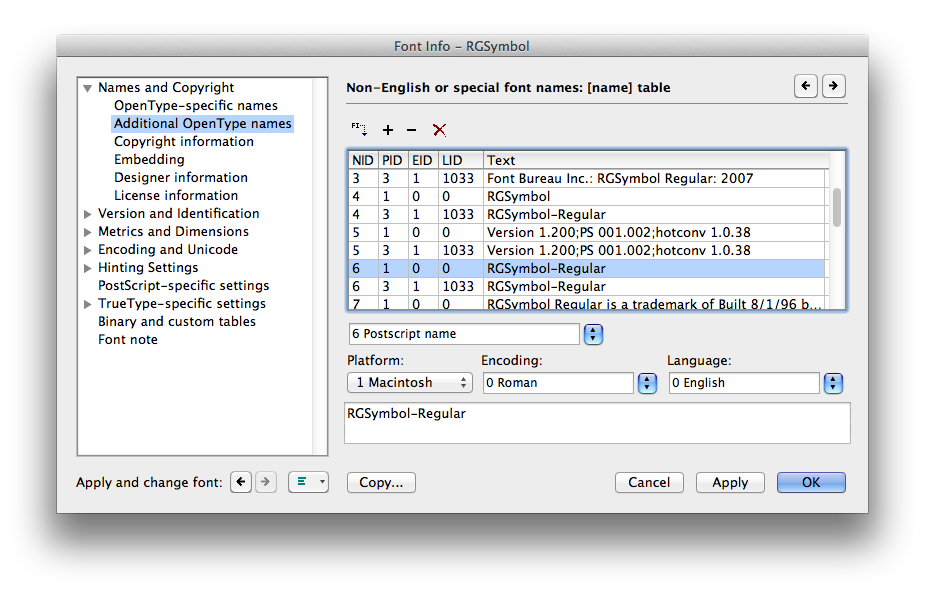 Font Info – RGSymbol
Names and Copyright
OpenType-specific names
Additional OpenType names
Copyright information
Embedding
Designer information
License information
Version and Identification
Metrics and Dimensions
Encoding and Unicode
Hinting Settings
PostScript-specific settings
TrueType-specific settings
Binary and custom tables
Font note
Non-English or special font names: [name] table
FI
NID PID EID LID Text
3 3 1 1033 Font Bureau Inc.: RGSymbol Regular: 2007
4 1 0 0 RGSymbol
4 3 1 1033 RGSymbol-Regular
5 1 0 0 Version 1.200;PS 001.002;hotconv 1.0.38
5 3 1 1033 Version 1.200;PS 001.002;hotconv 1.0.38
6 1 0 0 RGSymbol-Regular
6 3 1 1033 RGSymbol-Regular
7 1 0 0 RGSymbol Regular is a trademark of Built 8/1/96 b...
6 Postscript name
Platform: Encoding: Language:
1 Macintosh 0 Roman 0 English
RGSymbol-Regular
Apply and change font: Copy... Cancel Apply OK